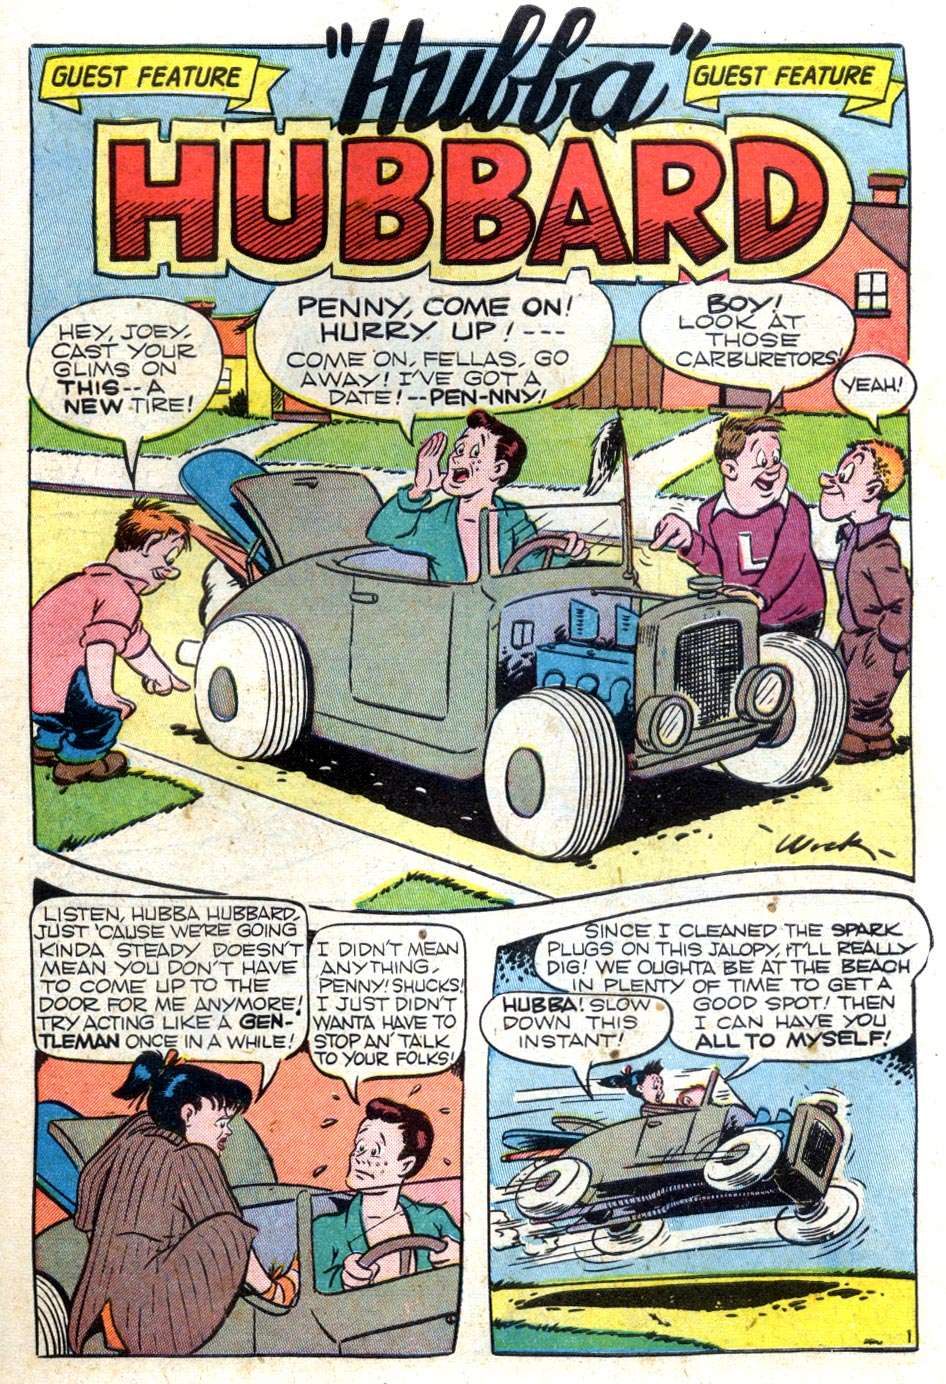 GUEST FEATURE
"Hubba"
GUEST FEATURE
HUBBARD
HEY, JOEY,
CAST YOUR
GLIMS ON
THIS--A
NEW TIRE!
PENNY, COME ON!
HURRY UP! ---
COME ON, FELLAS, GO
AWAY! I'VE GOT A
DATE! --PEN-NNY!
BOY!
LOOK AT
THOSE
CARBURETORS!
YEAH!
L
LISTEN, HUBBA HUBBARD,
JUST 'CAUSE WE'RE GOING
KINDA STEADY DOESN'T
MEAN YOU DON'T HAVE
TO COME UP TO THE
DOOR FOR ME ANYMORE!
TRY ACTING LIKE A GEN-
TLEMAN ONCE IN A WHILE!
I DIDN'T MEAN
ANYTHING,
PENNY! SHUCKS!
I JUST DIDN'T
WANTA HAVE TO
STOP AN' TALK
TO YOUR FOLKS!
HUBBA! SLOW
DOWN THIS
INSTANT!
SINCE I CLEANED THE SPARK
PLUGS ON THIS JALOPY, IT'LL REALLY
DIG! WE OUGHTA BE AT THE BEACH
IN PLENTY OF TIME TO GET A
GOOD SPOT! THEN
I CAN HAVE YOU
ALL TO MYSELF!
1